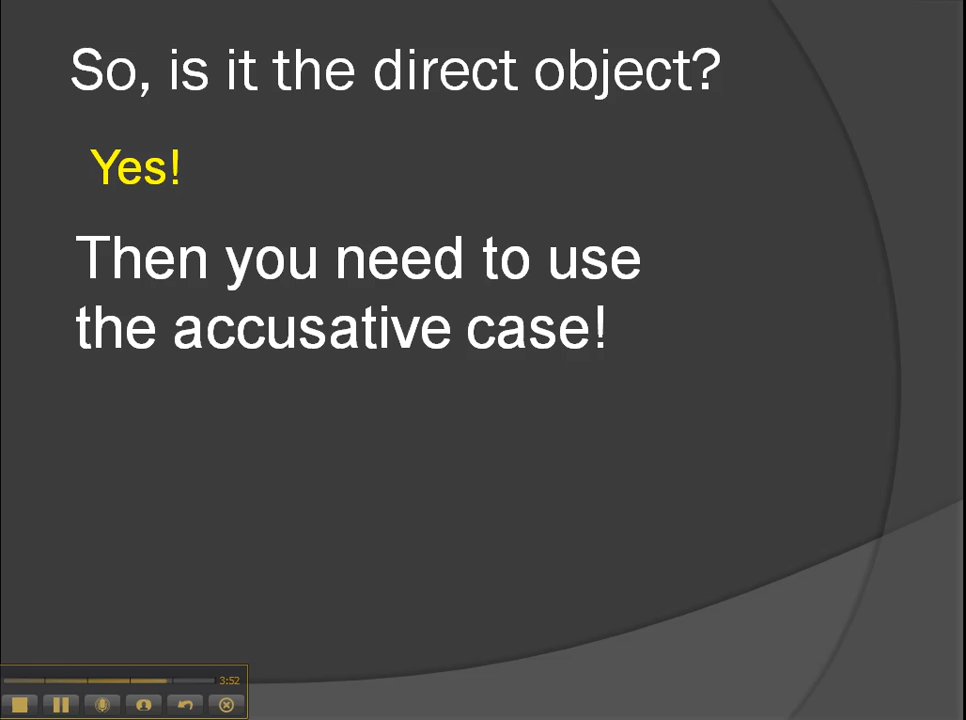 So, is it the direct object?
Yes!
Then you need to use
the accusative case!
3:52